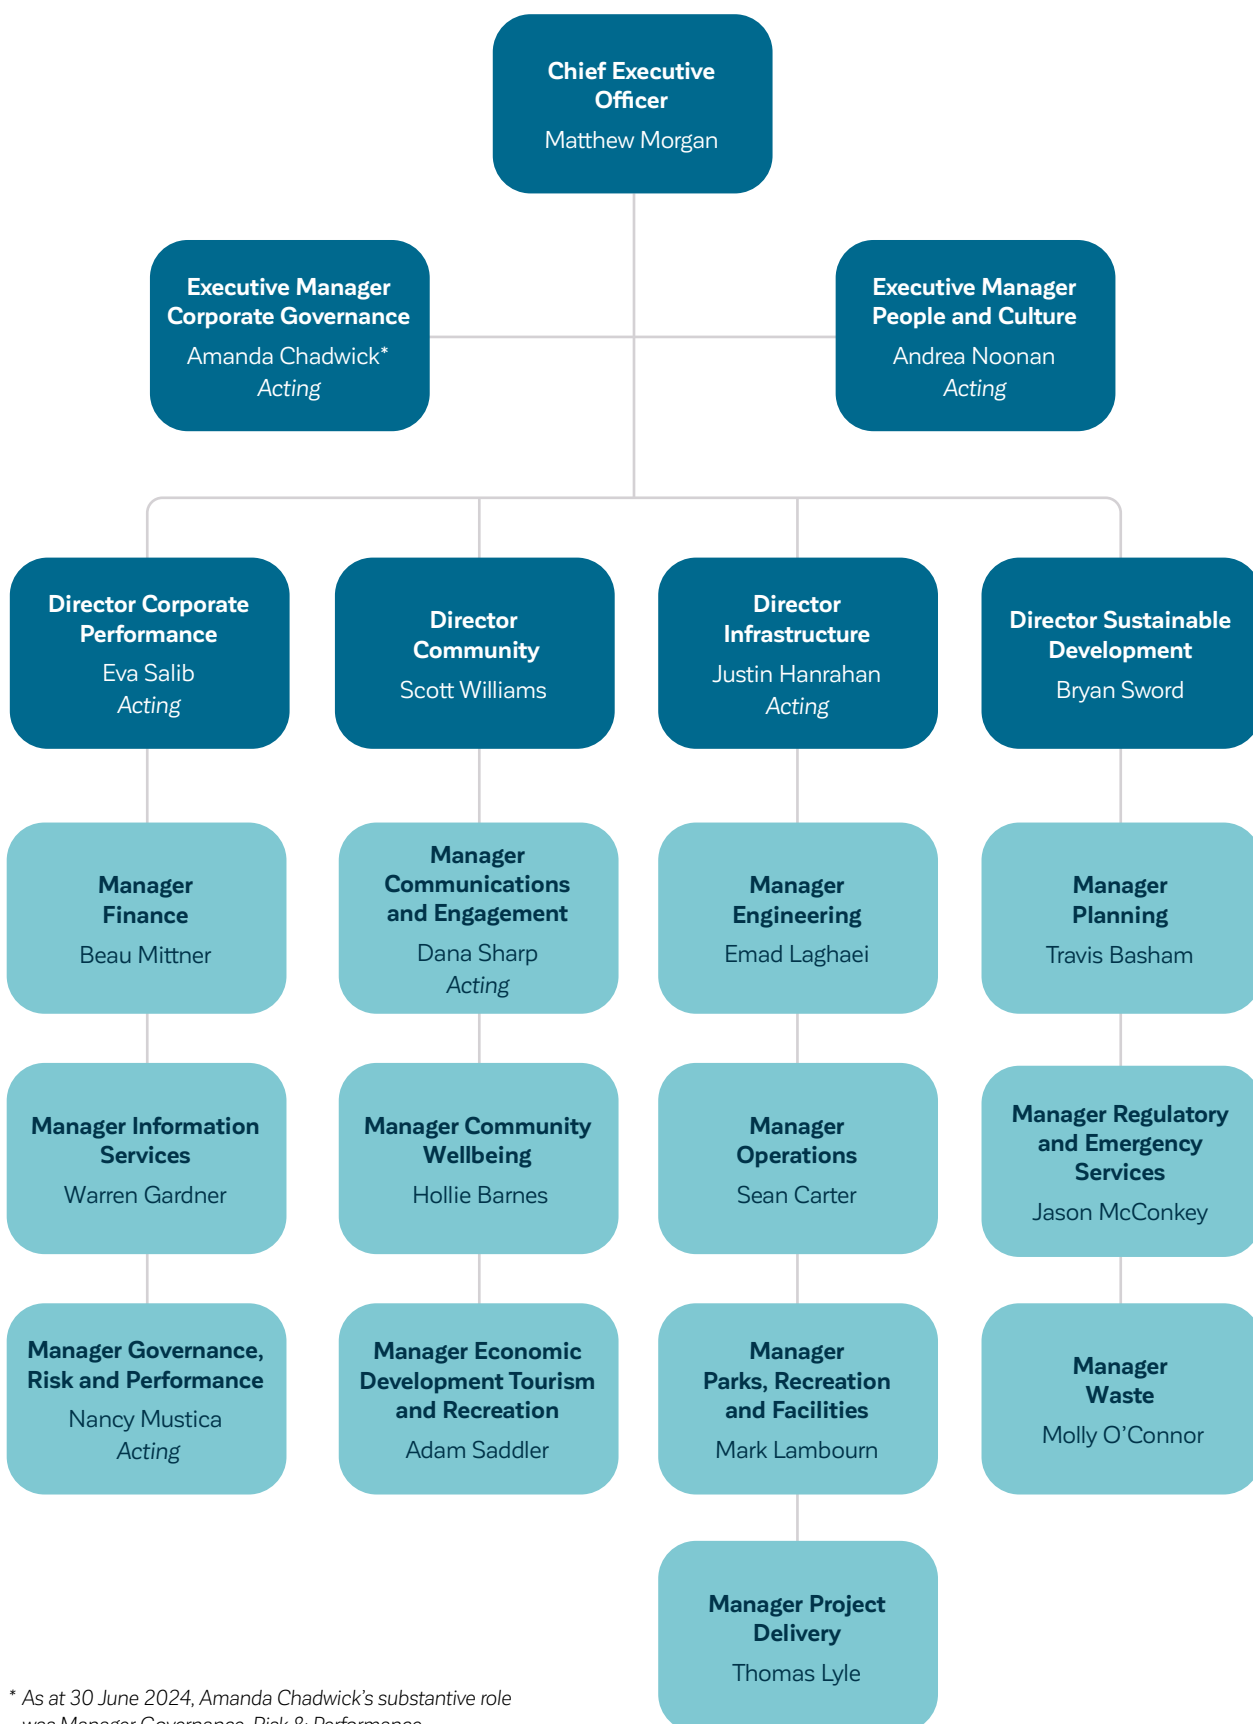 Chief Executive
Officer
Matthew Morgan
Executive Manager
Corporate Governance
Amanda Chadwick*
Acting
Executive Manager
People and Culture
Andrea Noonan
Acting
Director Corporate
Performance
Eva Salib
Acting
Director
Community
Scott Williams
Director
Infrastructure
Justin Hanrahan
Acting
Director Sustainable
Development
Bryan Sword
Manager
Finance
Beau Mittner
Manager
Communications
and Engagement
Dana Sharp
Acting
Manager
Engineering
Emad Laghaei
Manager
Planning
Travis Basham
Manager Information
Services
Warren Gardner
Manager Community
Wellbeing
Hollie Barnes
Manager
Operations
Sean Carter
Manager Regulatory
and Emergency
Services
Jason McConkey
Manager Governance,
Risk and Performance
Nancy Mustica
Acting
Manager Economic
Development Tourism
and Recreation
Adam Saddler
Manager
Parks, Recreation
and Facilities
Mark Lambourn
Manager
Waste
Molly O’Connor
Manager Project
Delivery
Thomas Lyle
* As at 30 June 2024, Amanda Chadwick’s substantive role
was Manager Governance, Risk & Performance